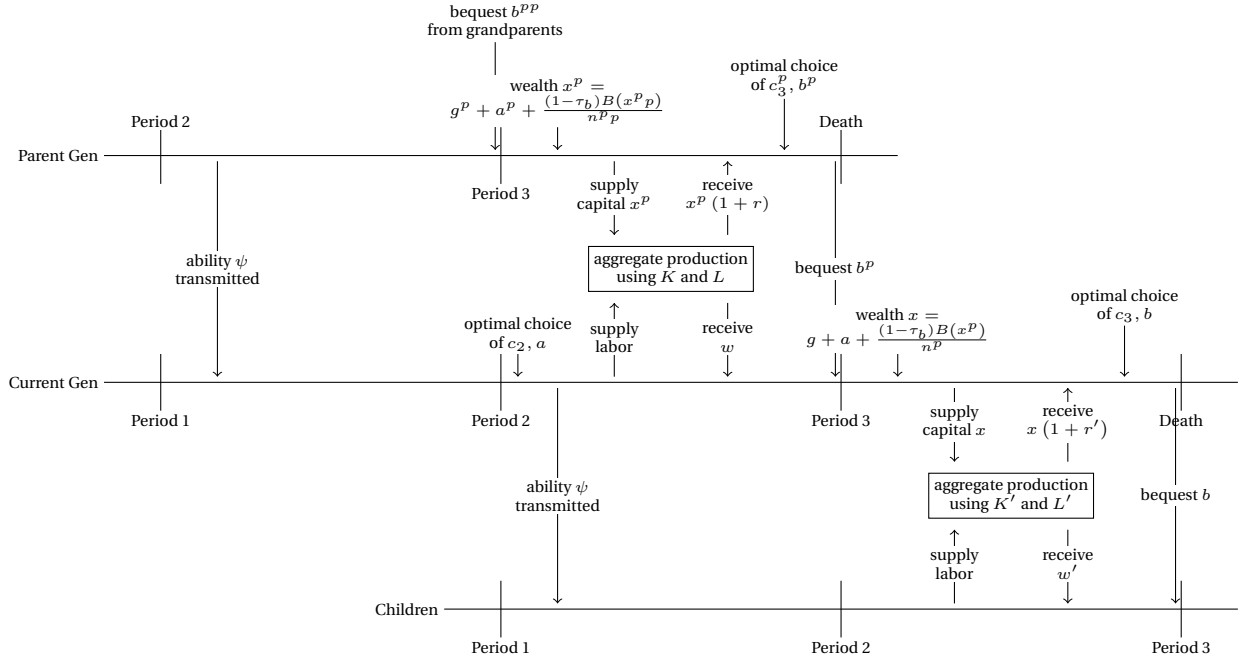 bequest b^{pp}
from grandparents
optimal choice
of c_3^p, b^p
wealth x^p =
g^p + a^p + \frac{(1-τ_b)B(x^p p)}{n^p p}
Period 2
Death
Parent Gen
Period 3
supply
capital x^p
receive
x^p (1 + r)
ability ψ
transmitted
aggregate production
using K and L
bequest b^p
optimal choice
of c_3, b
optimal choice
of c_2, a
supply
labor
receive
w
wealth x =
g + a + \frac{(1-τ_b)B(x^p)}{n^p}
Current Gen
Period 1
Period 2
Period 3
supply
capital x
receive
x (1 + r′)
Death
ability ψ
transmitted
aggregate production
using K′ and L′
bequest b
supply
labor
receive
w′
Children
Period 1
Period 2
Period 3